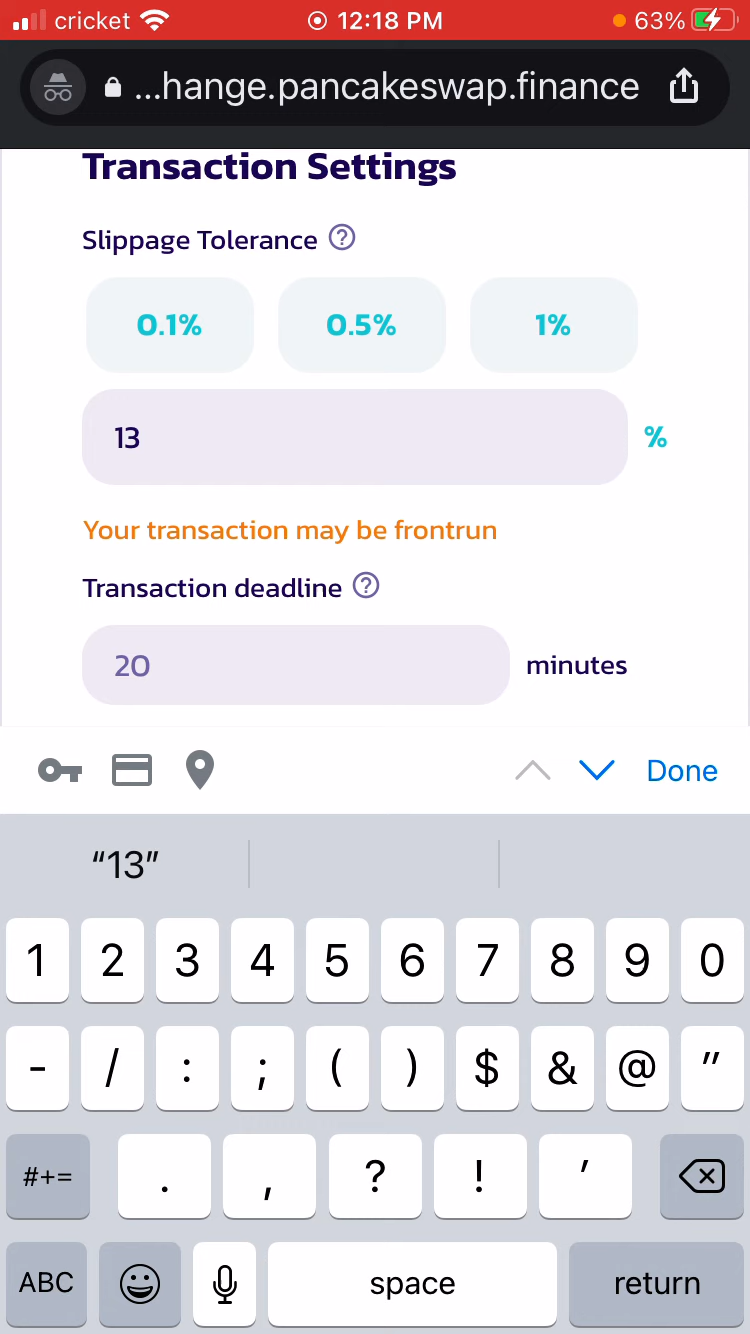 cricket 12:18 PM 63%
...hange.pancakeswap.finance
Transaction Settings
Slippage Tolerance ?
0.1% 0.5% 1%
13 %
Your transaction may be frontrun
Transaction deadline ?
20 minutes
Done
“13”
1 2 3 4 5 6 7 8 9 0
- / : ; ( ) $ & @ "
#+= . , ? ! '
ABC space return